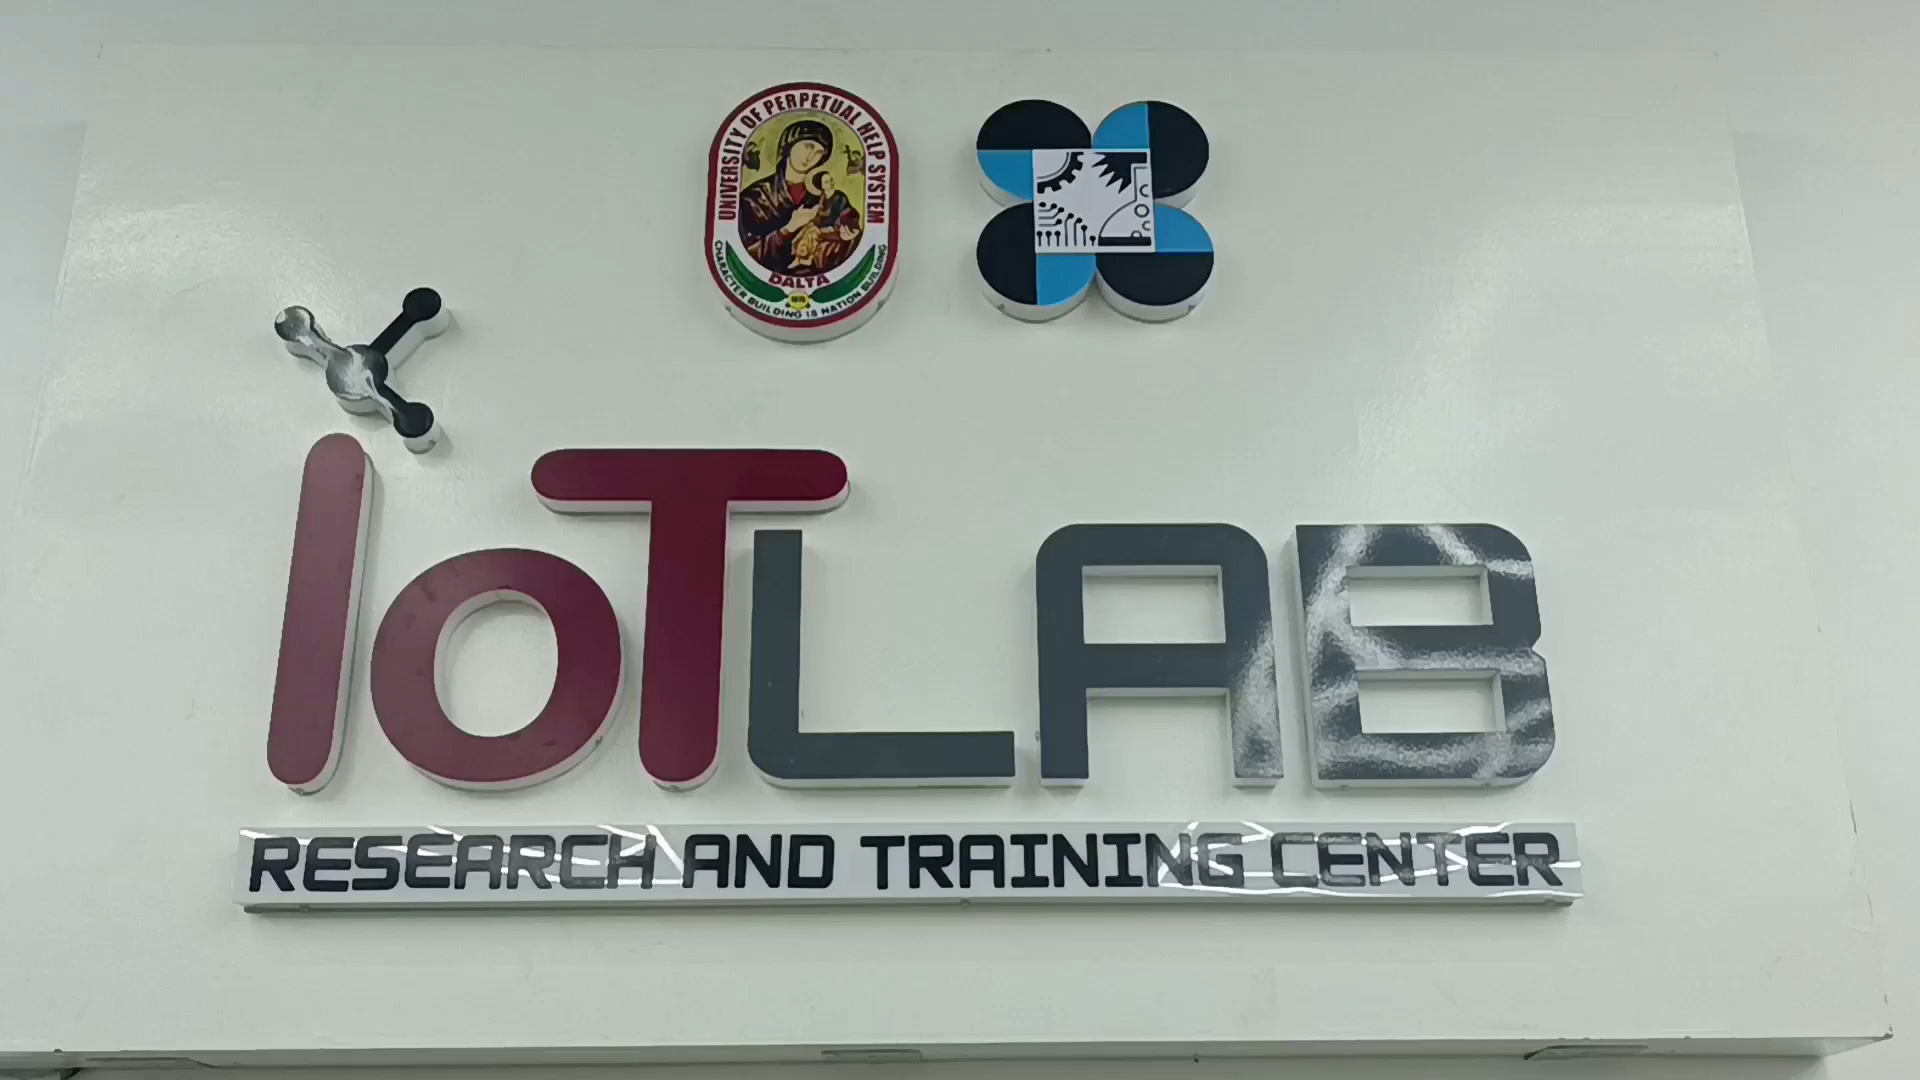 UNIVERSITY OF PERPETUAL HELP SYSTEM
DALTA
CHARACTER BUILDING IS NATION BUILDING
IoTLAB
RESEARCH AND TRAINING CENTER